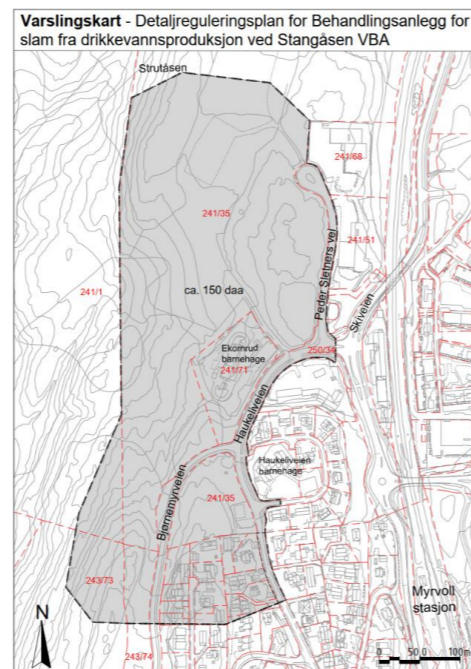 Varslingskart - Detaljreguleringsplan for Behandlingsanlegg for
slam fra drikkevannsproduksjon ved Stangåsen VBA
Strutåsen
241/68
241/35
241/51
241/1
ca. 150 daa
Peder Sletners vei
Skiveien
250/34
Ekornrud
barnehage
241/71
Haukeliveien
Haukeliveien
barnehage
Bjørnemyrveien
241/35
243/73
Myrvoll
stasjon
N
243/74
0 50 100 m